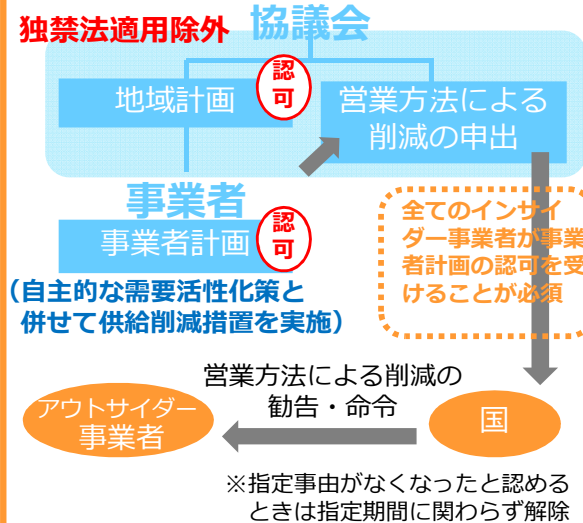 独禁法適用除外
協議会
認
可
地域計画
営業方法による
削減の申出
事業者
事業者計画
認
可
（自主的な需要活性化策と
併せて供給削減措置を実施）
全てのインサイ
ダー事業者が事業
者計画の認可を受
けることが必須
営業方法による削減の
勧告・命令
アウトサイダー
事業者
国
※指定事由がなくなったと認める
ときは指定期間に関わらず解除